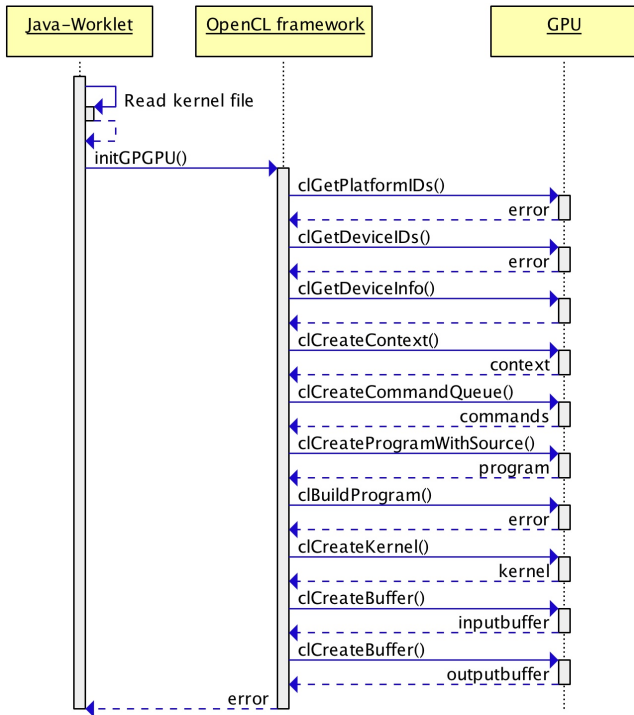 Java-Worklet
OpenCL framework
GPU
Read kernel file
initGPGPU()
clGetPlatformIDs()
error
clGetDeviceIDs()
error
clGetDeviceInfo()
clCreateContext()
context
clCreateCommandQueue()
commands
clCreateProgramWithSource()
program
clBuildProgram()
error
clCreateKernel()
kernel
clCreateBuffer()
inputbuffer
clCreateBuffer()
outputbuffer
error